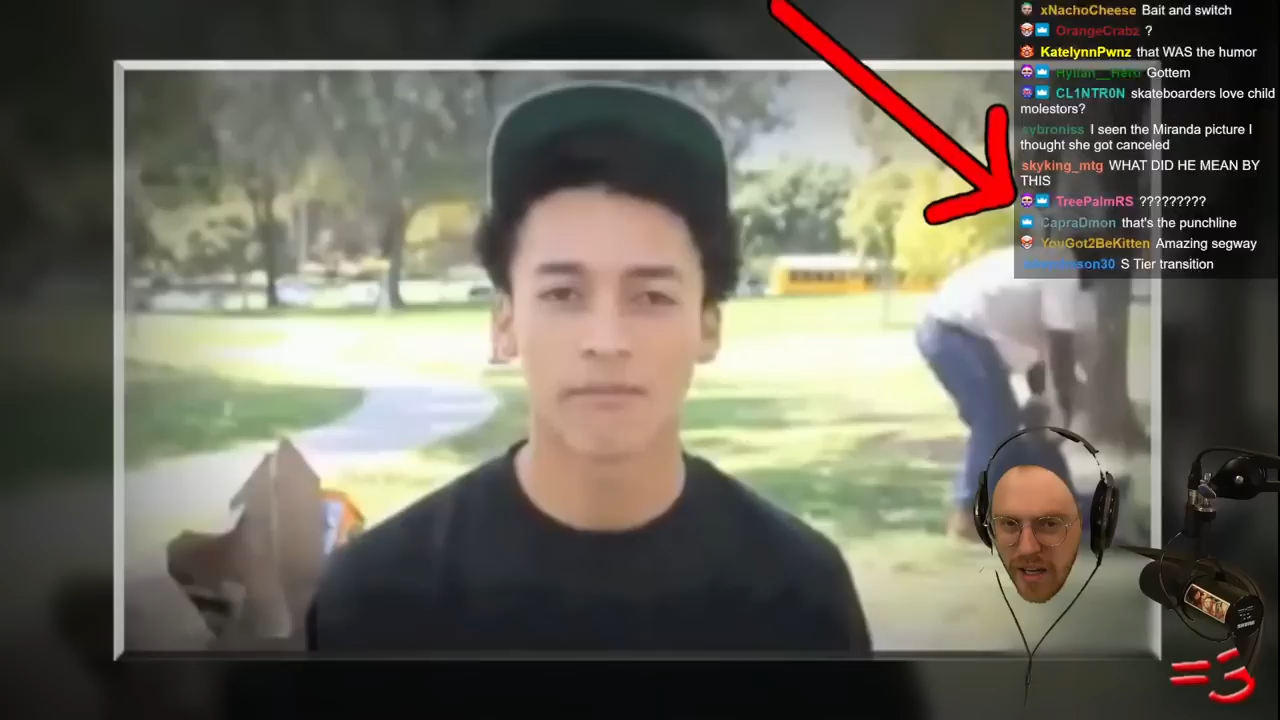 xNachoCheese Bait and switch
OrangeCrabz ?
KatelynnPwnz that WAS the humor
Hylian__Hero Gottem
CL1NTR0N skateboarders love child
molestors?
sybroniss I seen the Miranda picture I
thought she got canceled
skyking_mtg WHAT DID HE MEAN BY
THIS
TreePalmRS ?????????
CapraDmon that's the punchline
YouGot2BeKitten Amazing segway
S Tier transition
=3